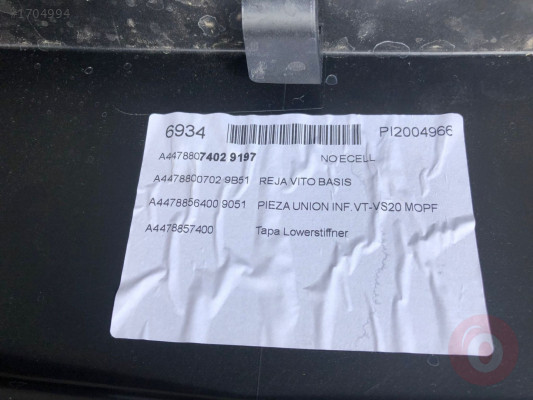 1704994
6934 PI2004966
A4478807402 9197 NO ECELL
A4478800702 9B51 REJA VITO BASIS
A4478856400 9051 PIEZA UNION INF. VT-VS20 MOPF
A4478857400 Tapa Lowerstiffner